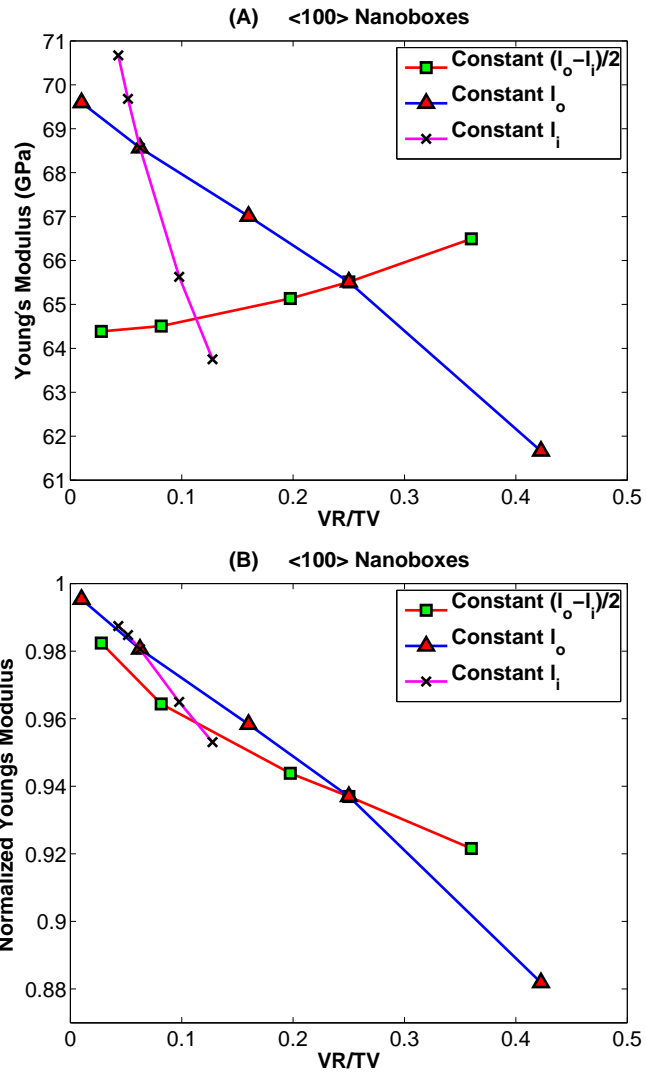 (A) <100> Nanoboxes
71
70
69
68
67
66
65
64
63
62
61
Young's Modulus (GPa)
Constant (l_o−l_i)/2
Constant l_o
Constant l_i
0 0.1 0.2 0.3 0.4 0.5
VR/TV
(B) <100> Nanoboxes
1
0.98
0.96
0.94
0.92
0.9
0.88
Normalized Youngs Modulus
Constant (l_o−l_i)/2
Constant l_o
Constant l_i
0 0.1 0.2 0.3 0.4 0.5
VR/TV